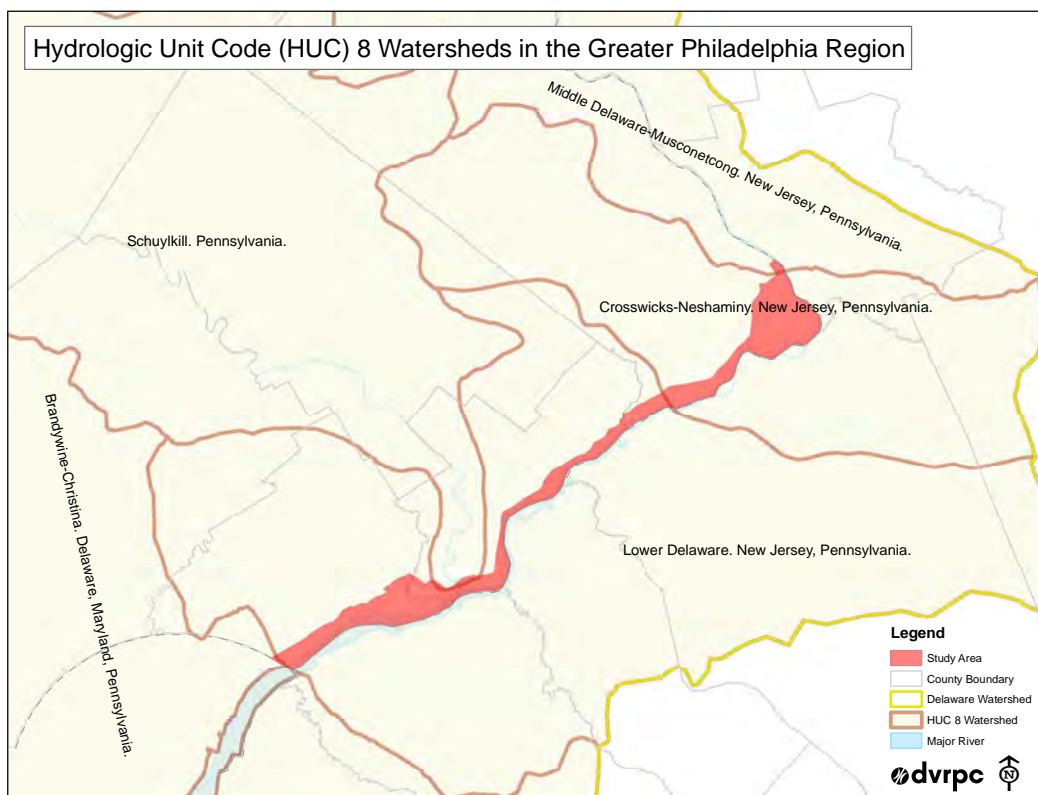 Hydrologic Unit Code (HUC) 8 Watersheds in the Greater Philadelphia Region
Middle Delaware-Musconetcong. New Jersey, Pennsylvania.
Schuylkill. Pennsylvania.
Crosswicks-Neshaminy. New Jersey, Pennsylvania.
Brandywine-Christina. Delaware, Maryland, Pennsylvania.
Lower Delaware. New Jersey, Pennsylvania.
Legend
Study Area
County Boundary
Delaware Watershed
HUC 8 Watershed
Major River
dvrpc
N